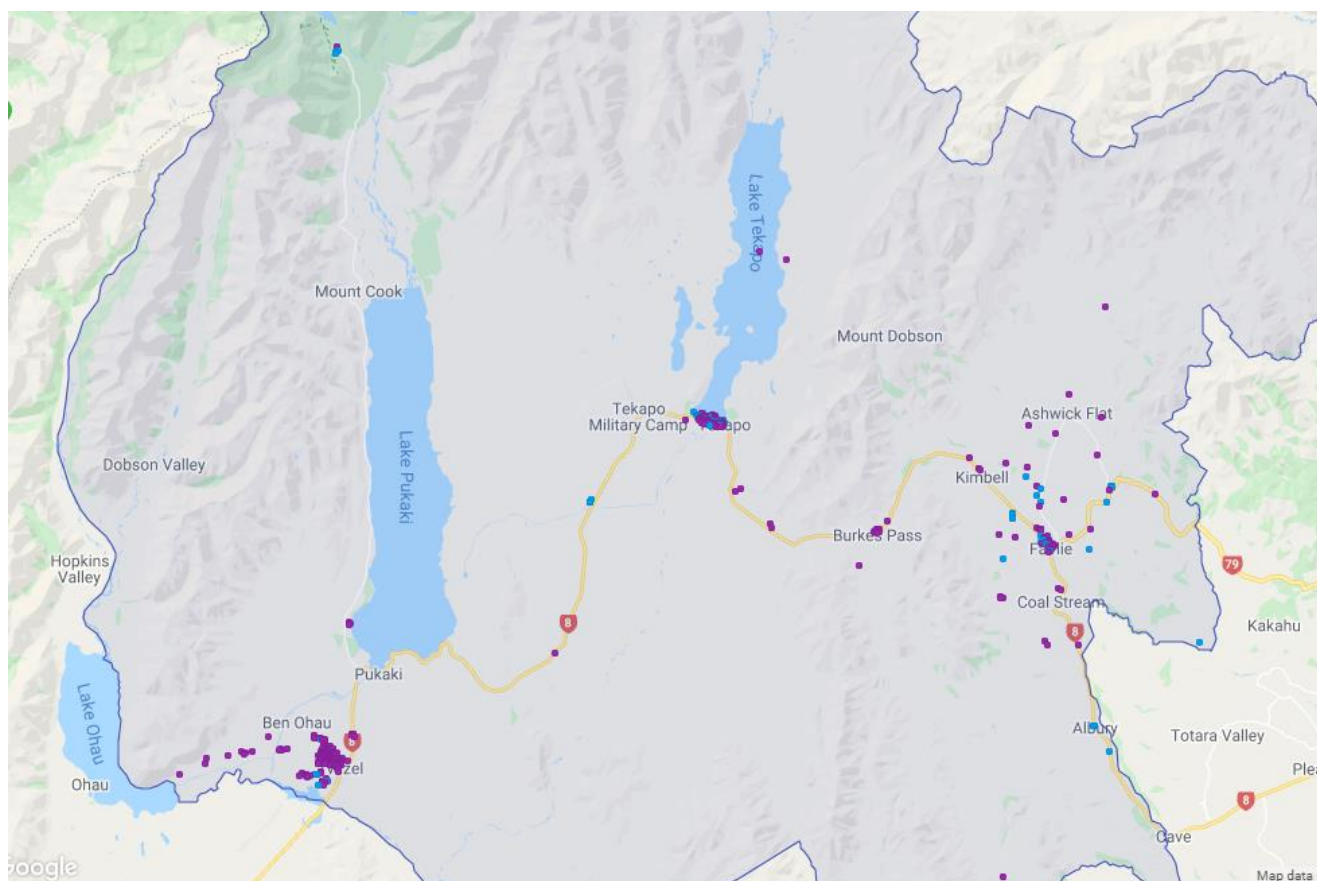 Lake Tekapo
Mount Cook
Mount Dobson
Tekapo
Military Camp
Ashwick Flat
Lake Pukaki
Dobson Valley
Kimbell
Burkes Pass
Hopkins
Valley
79
Coal Stream
8
8
Kakahu
Pukaki
Lake Ohau
Ben Ohau
Albury
Totara Valley
Ohau
Plea
8
Cave
Google
Map data